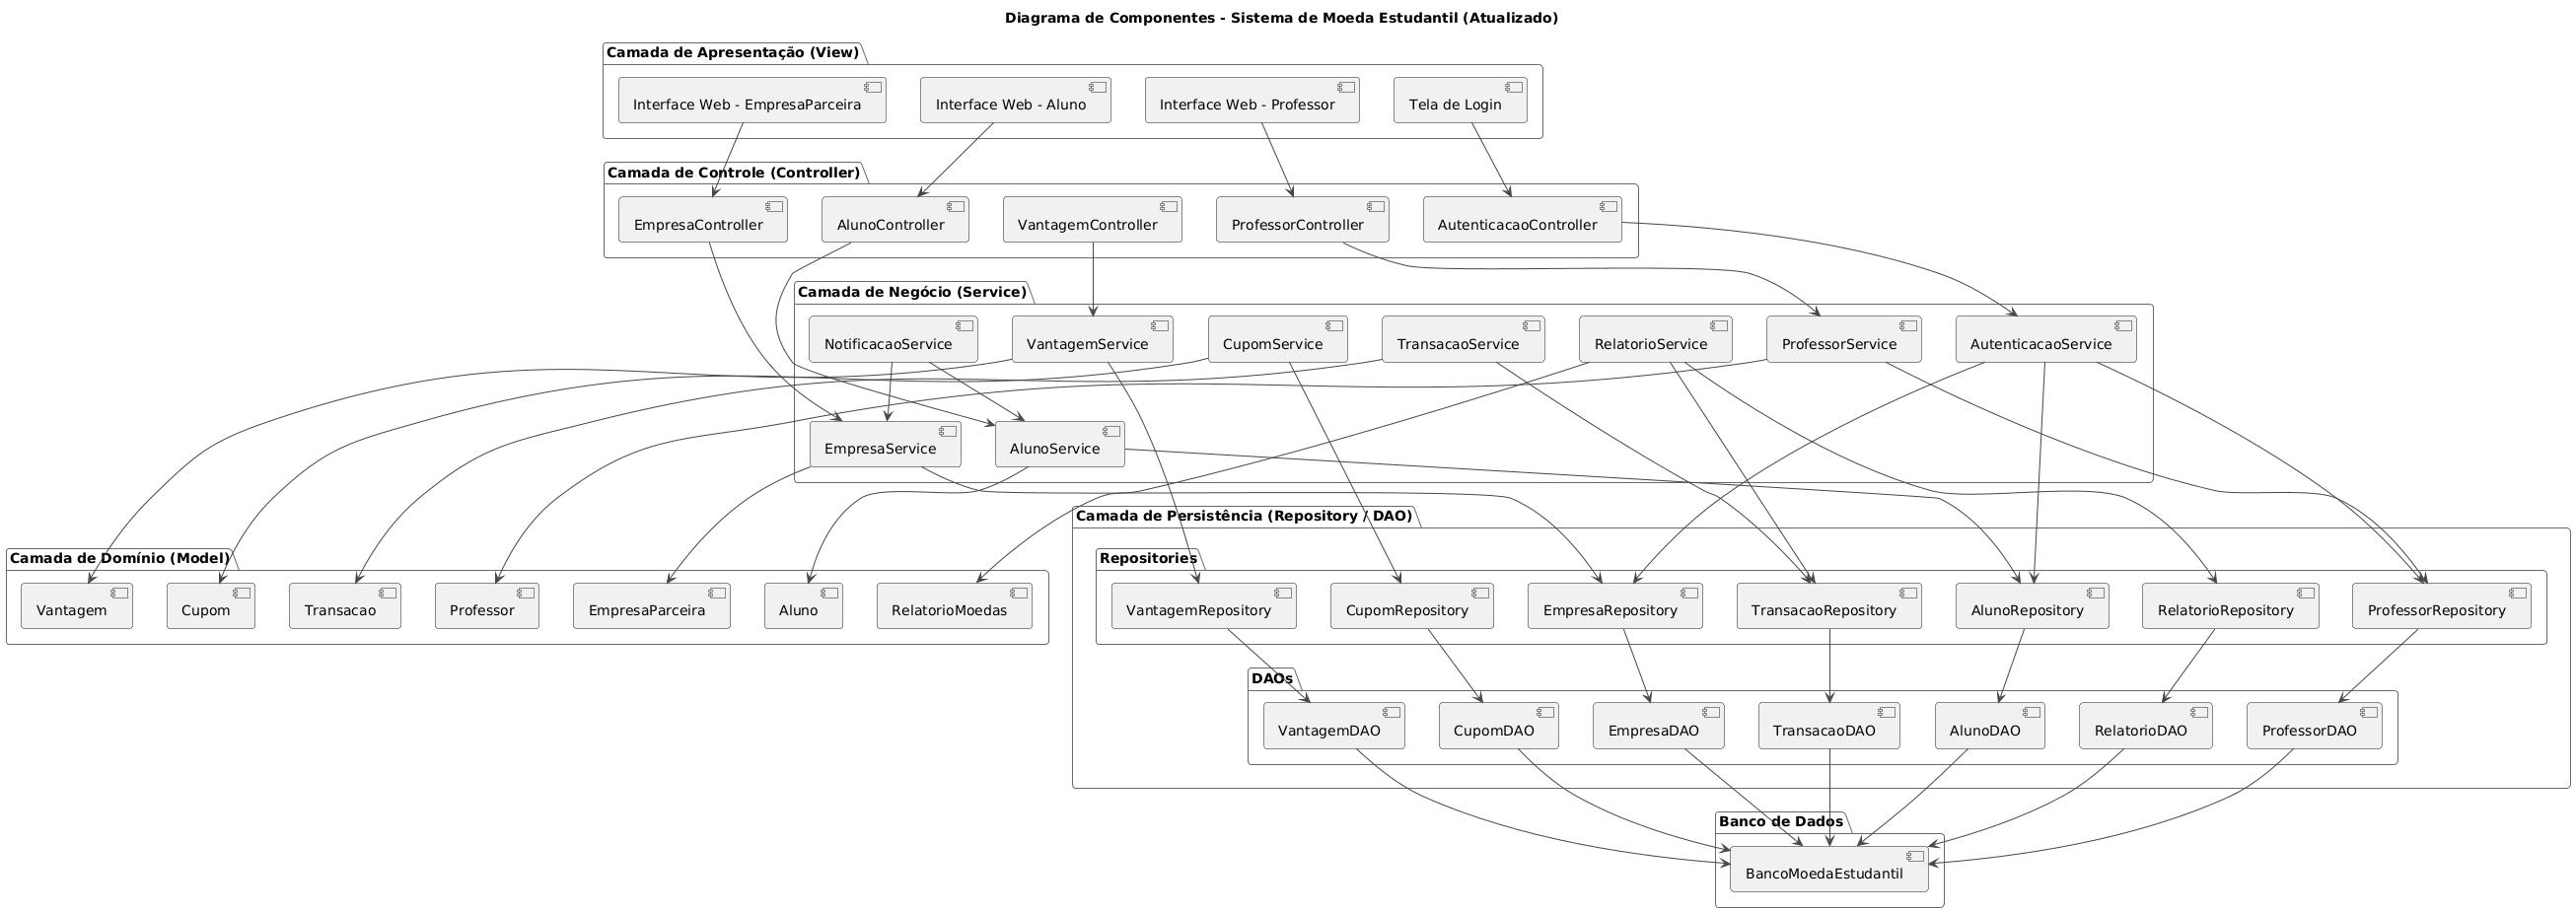 Diagrama de Componentes - Sistema de Moeda Estudantil (Atualizado)
Camada de Apresentação (View)
Interface Web - EmpresaParceira
Interface Web - Aluno
Interface Web - Professor
Tela de Login
Camada de Controle (Controller)
EmpresaController
AlunoController
VantagemController
ProfessorController
AutenticacaoController
Camada de Negócio (Service)
NotificacaoService
VantagemService
CupomService
TransacaoService
RelatorioService
ProfessorService
AutenticacaoService
EmpresaService
AlunoService
Camada de Persistência (Repository / DAO)
Camada de Domínio (Model)
Vantagem
Cupom
Transacao
Professor
EmpresaParceira
Aluno
RelatorioMoedas
Repositories
VantagemRepository
CupomRepository
EmpresaRepository
TransacaoRepository
AlunoRepository
RelatorioRepository
ProfessorRepository
DAOs
VantagemDAO
CupomDAO
EmpresaDAO
TransacaoDAO
AlunoDAO
RelatorioDAO
ProfessorDAO
Banco de Dados
BancoMoedaEstudantil